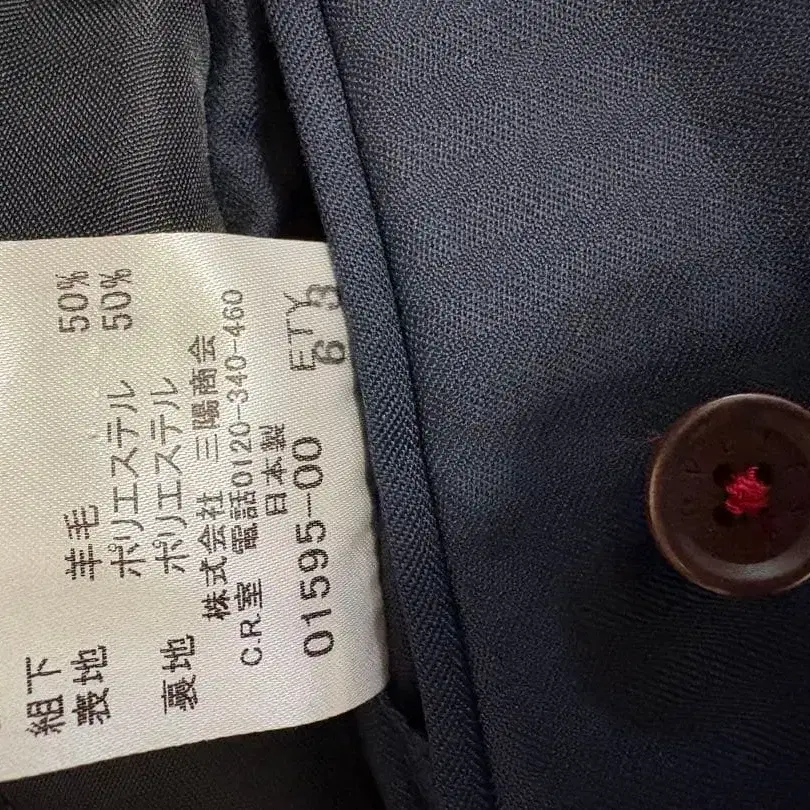 組下
表地 羊毛 50%
ポリエステル 50%
裏地 ポリエステル
株式会社 三陽商会
C.R.室 電話0120-340-460
日本製
01595-00 6
ETY